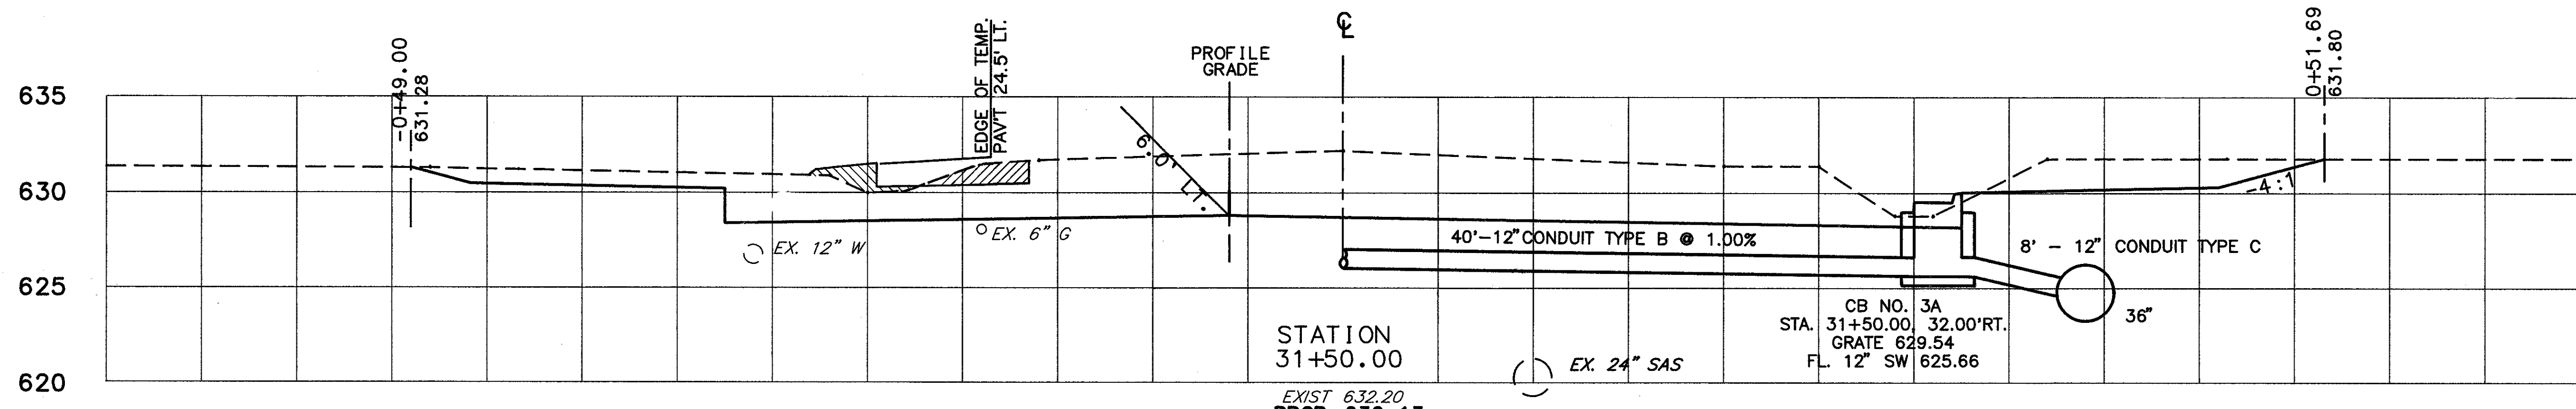 -0+49.00
631.28
EDGE OF TEMP.
PAV'T 24.5' LT.
PROFILE
GRADE
℄
0+51.69
631.80
635
630
625
620
6.0' LT.
-4:1
EX. 12" W
EX. 6" G
40'-12" CONDUIT TYPE B @ 1.00%
8' - 12" CONDUIT TYPE C
36"
CB NO. 3A
STA. 31+50.00, 32.00'RT.
GRATE 629.54
FL. 12" SW 625.66
STATION
31+50.00
EX. 24" SAS
EXIST 632.20